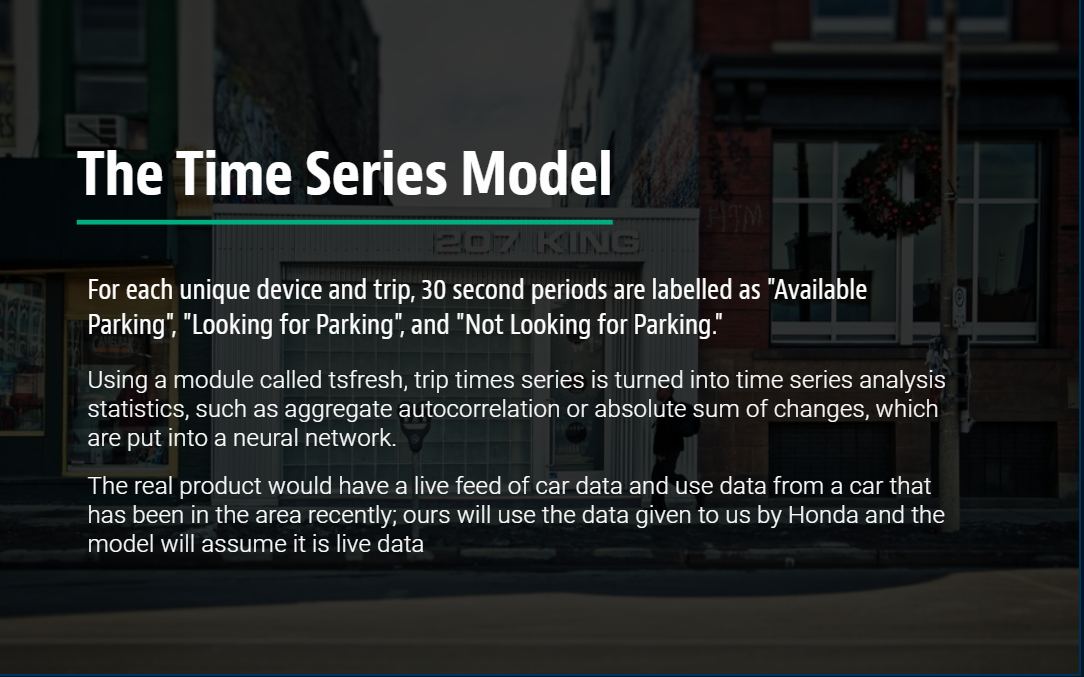 The Time Series Model
207 KING
For each unique device and trip, 30 second periods are labelled as "Available
Parking", "Looking for Parking", and "Not Looking for Parking."
Using a module called tsfresh, trip times series is turned into time series analysis
statistics, such as aggregate autocorrelation or absolute sum of changes, which
are put into a neural network.
The real product would have a live feed of car data and use data from a car that
has been in the area recently; ours will use the data given to us by Honda and the
model will assume it is live data